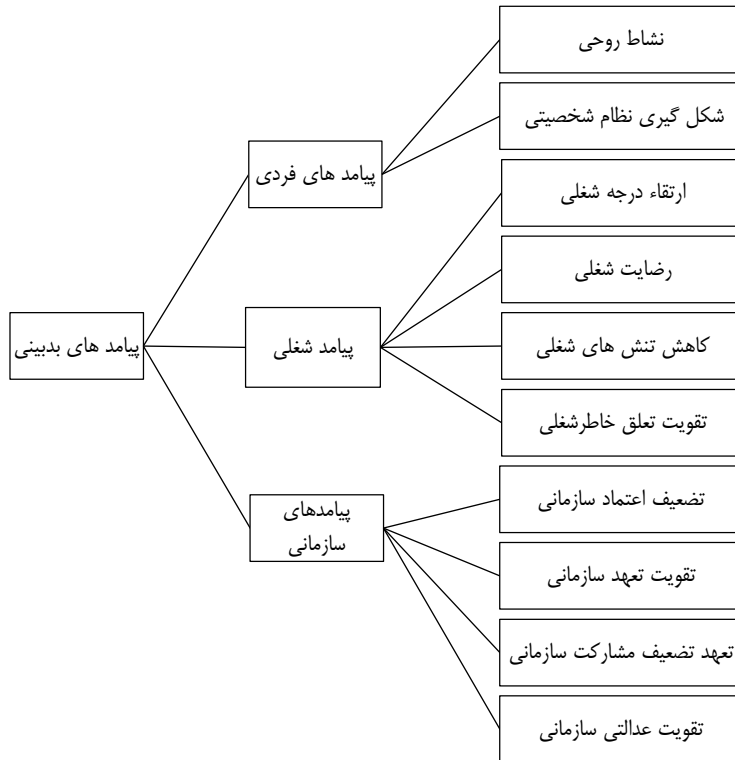 نشاط روحی
شکل گیری نظام شخصیتی
پیامد های فردی
ارتقاء درجه شغلی
رضایت شغلی
پیامد های بدبینی
پیامد شغلی
کاهش تنش های شغلی
تقویت تعلق خاطرشغلی
پیامدهای
سازمانی
تضعیف اعتماد سازمانی
تقویت تعهد سازمانی
تعهد تضعیف مشارکت سازمانی
تقویت عدالتی سازمانی